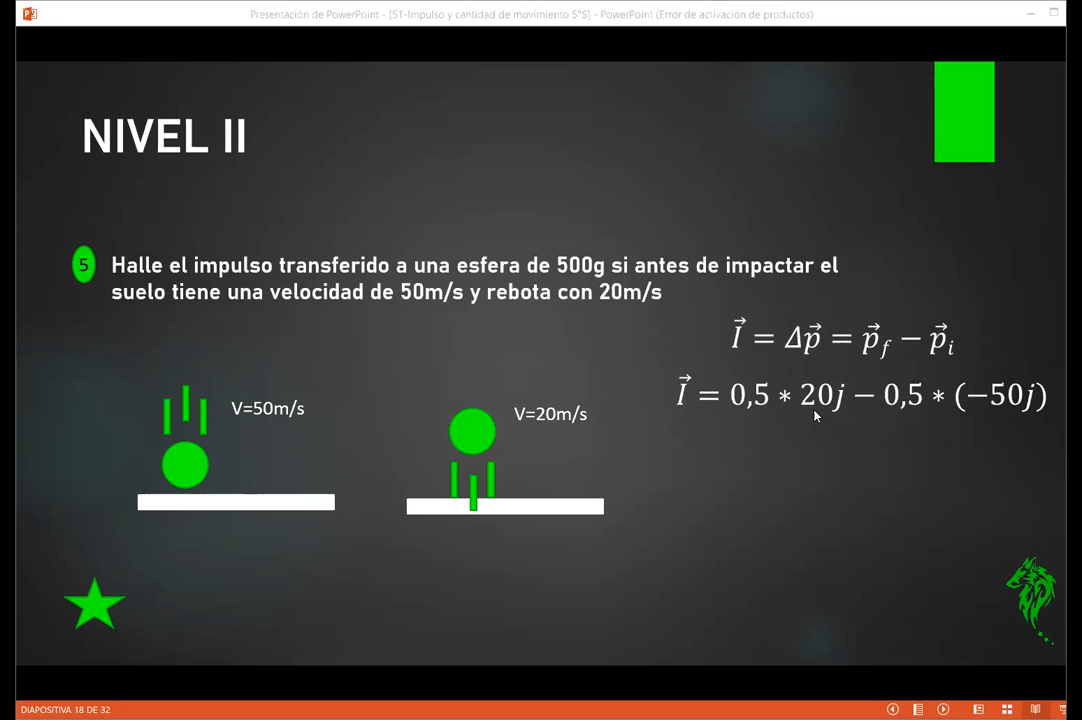 Presentación de PowerPoint - [S1-Impulso y cantidad de movimiento 5°S] - PowerPoint (Error de activación de productos)
NIVEL II
5 Halle el impulso transferido a una esfera de 500g si antes de impactar el
suelo tiene una velocidad de 50m/s y rebota con 20m/s
I⃗ = Δp⃗ = p⃗_f − p⃗_i
I⃗ = 0,5 ∗ 20j − 0,5 ∗ (−50j)
V=50m/s
V=20m/s
DIAPOSITIVA 18 DE 32